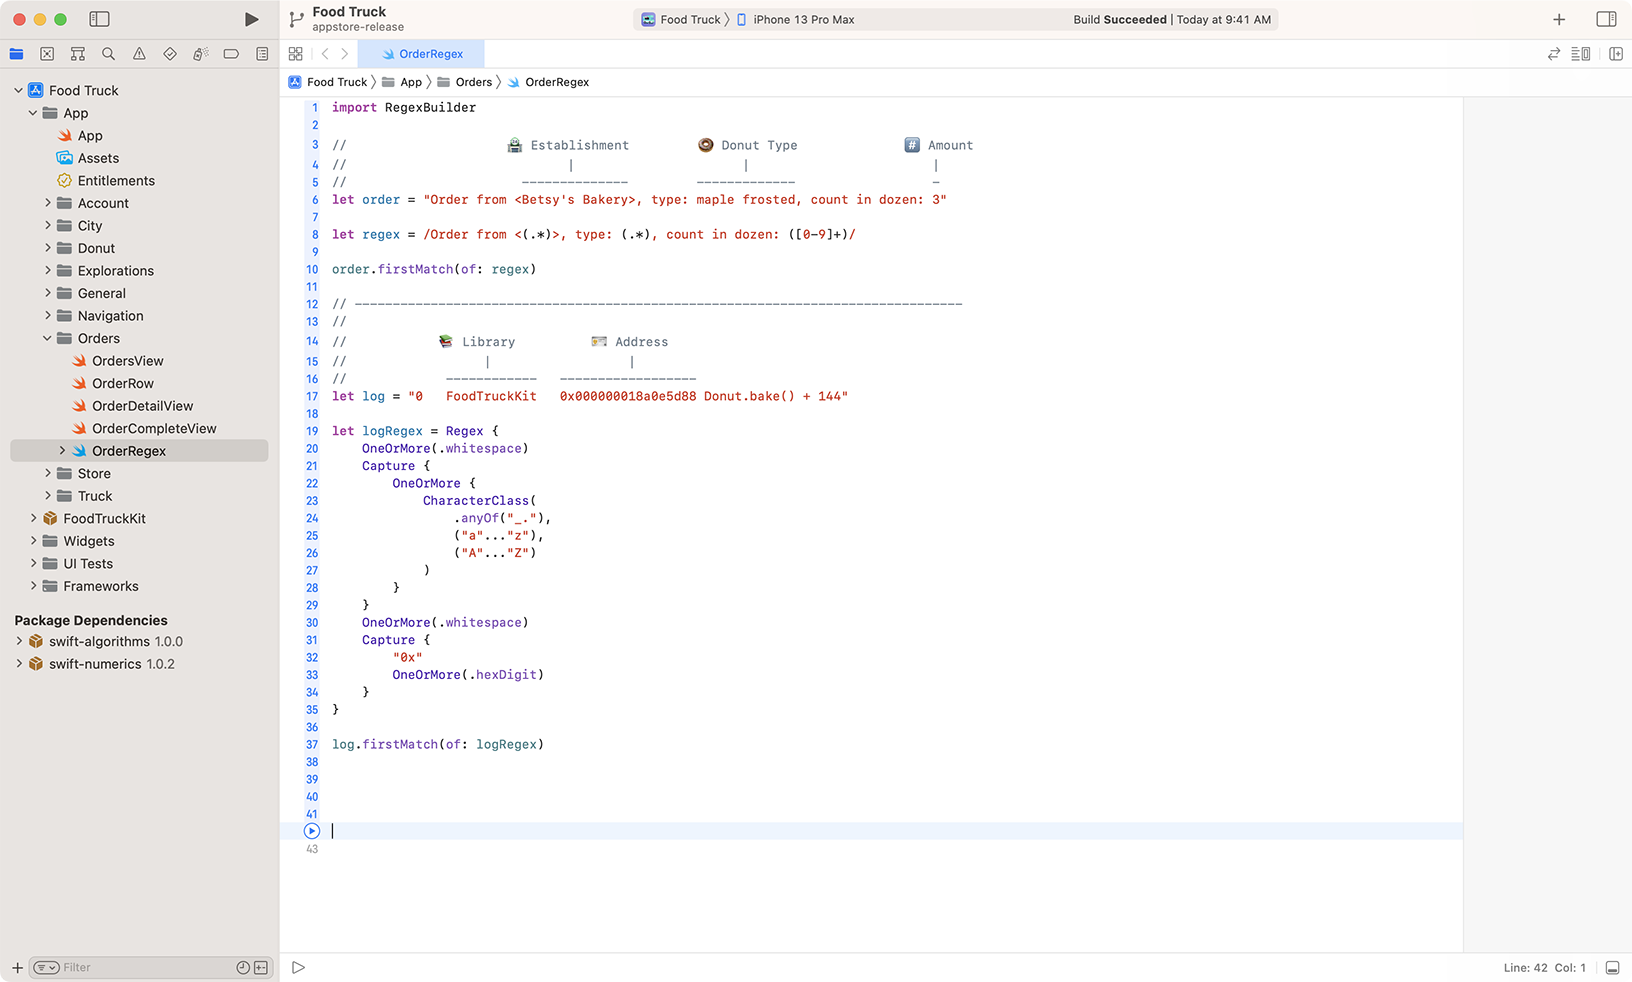 Food Truck
appstore-release
Food Truck 〉 iPhone 13 Pro Max
Build Succeeded | Today at 9:41 AM
OrderRegex
Food Truck 〉 App 〉 Orders 〉 OrderRegex
Food Truck
App
App
Assets
Entitlements
Account
City
Donut
Explorations
General
Navigation
Orders
OrdersView
OrderRow
OrderDetailView
OrderCompleteView
OrderRegex
Store
Truck
FoodTruckKit
Widgets
UI Tests
Frameworks
Package Dependencies
swift-algorithms 1.0.0
swift-numerics 1.0.2
Filter
1 import RegexBuilder
2
3 // Establishment Donut Type # Amount
4 // | | |
5 // -------------- ------------- -
6 let order = "Order from <Betsy's Bakery>, type: maple frosted, count in dozen: 3"
7
8 let regex = /Order from <(.*)>, type: (.*), count in dozen: ([0-9]+)/
9
10 order.firstMatch(of: regex)
11
12 // --------------------------------------------------------------------------------
13 //
14 // Library Address
15 // | |
16 // ------------ ------------------
17 let log = "0   FoodTruckKit   0x000000018a0e5d88 Donut.bake() + 144"
18
19 let logRegex = Regex {
20     OneOrMore(.whitespace)
21     Capture {
22         OneOrMore {
23             CharacterClass(
24                 .anyOf("_."),
25                 ("a"..."z"),
26                 ("A"..."Z")
27             )
28         }
29     }
30     OneOrMore(.whitespace)
31     Capture {
32         "0x"
33         OneOrMore(.hexDigit)
34     }
35 }
36
37 log.firstMatch(of: logRegex)
38
39
40
41
43
Line: 42 Col: 1